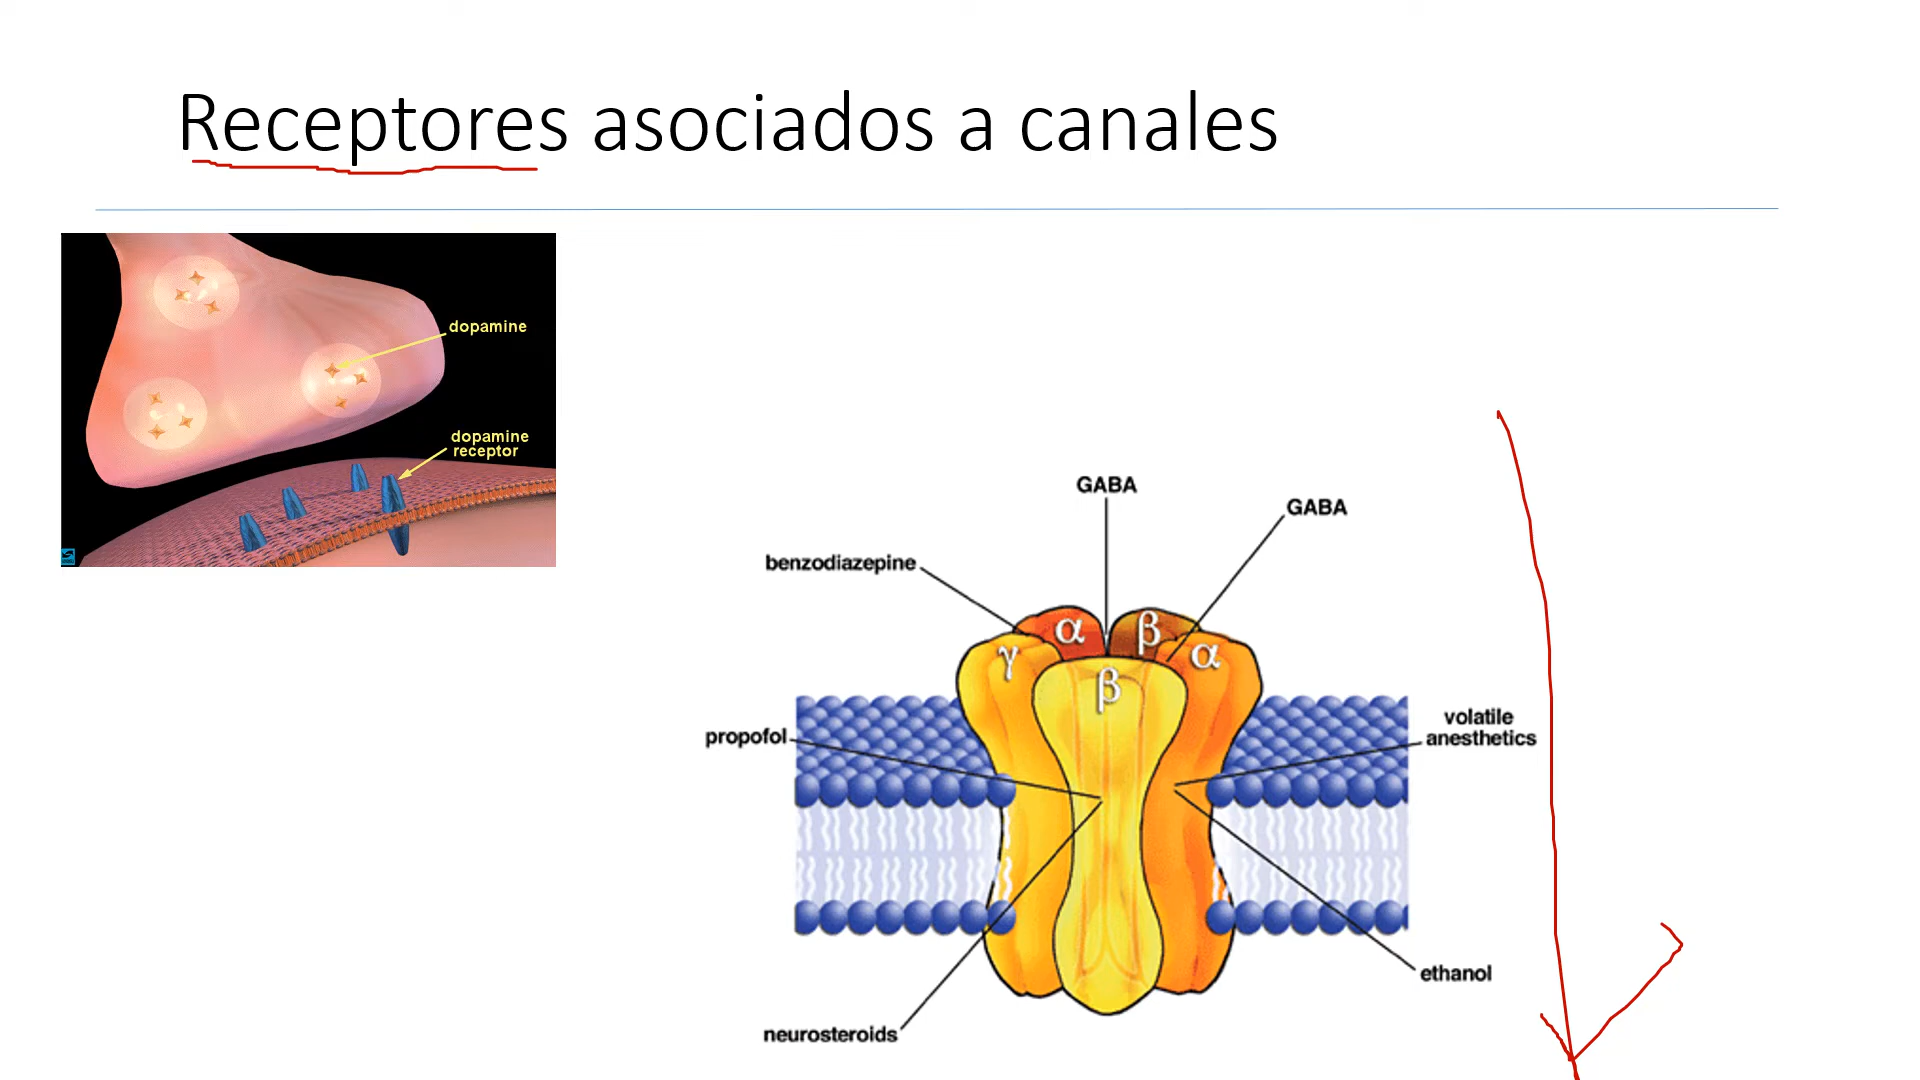 Receptores asociados a canales
dopamine
dopamine
receptor
GABA
GABA
benzodiazepine
α
β
γ
α
β
propofol
volatile
anesthetics
ethanol
neurosteroids